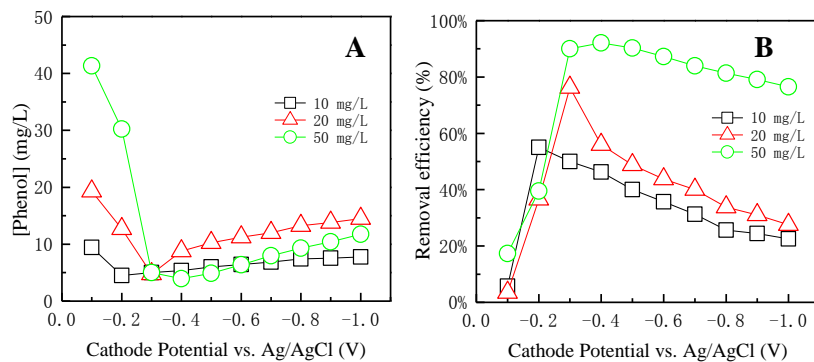 A
[Phenol] (mg/L)
50
40
30
20
10
0
10 mg/L
20 mg/L
50 mg/L
0.0 -0.2 -0.4 -0.6 -0.8 -1.0
Cathode Potential vs. Ag/AgCl (V)
B
Removal efficiency (%)
100%
80%
60%
40%
20%
0%
10 mg/L
20 mg/L
50 mg/L
0.0 -0.2 -0.4 -0.6 -0.8 -1.0
Cathode Potential vs. Ag/AgCl (V)